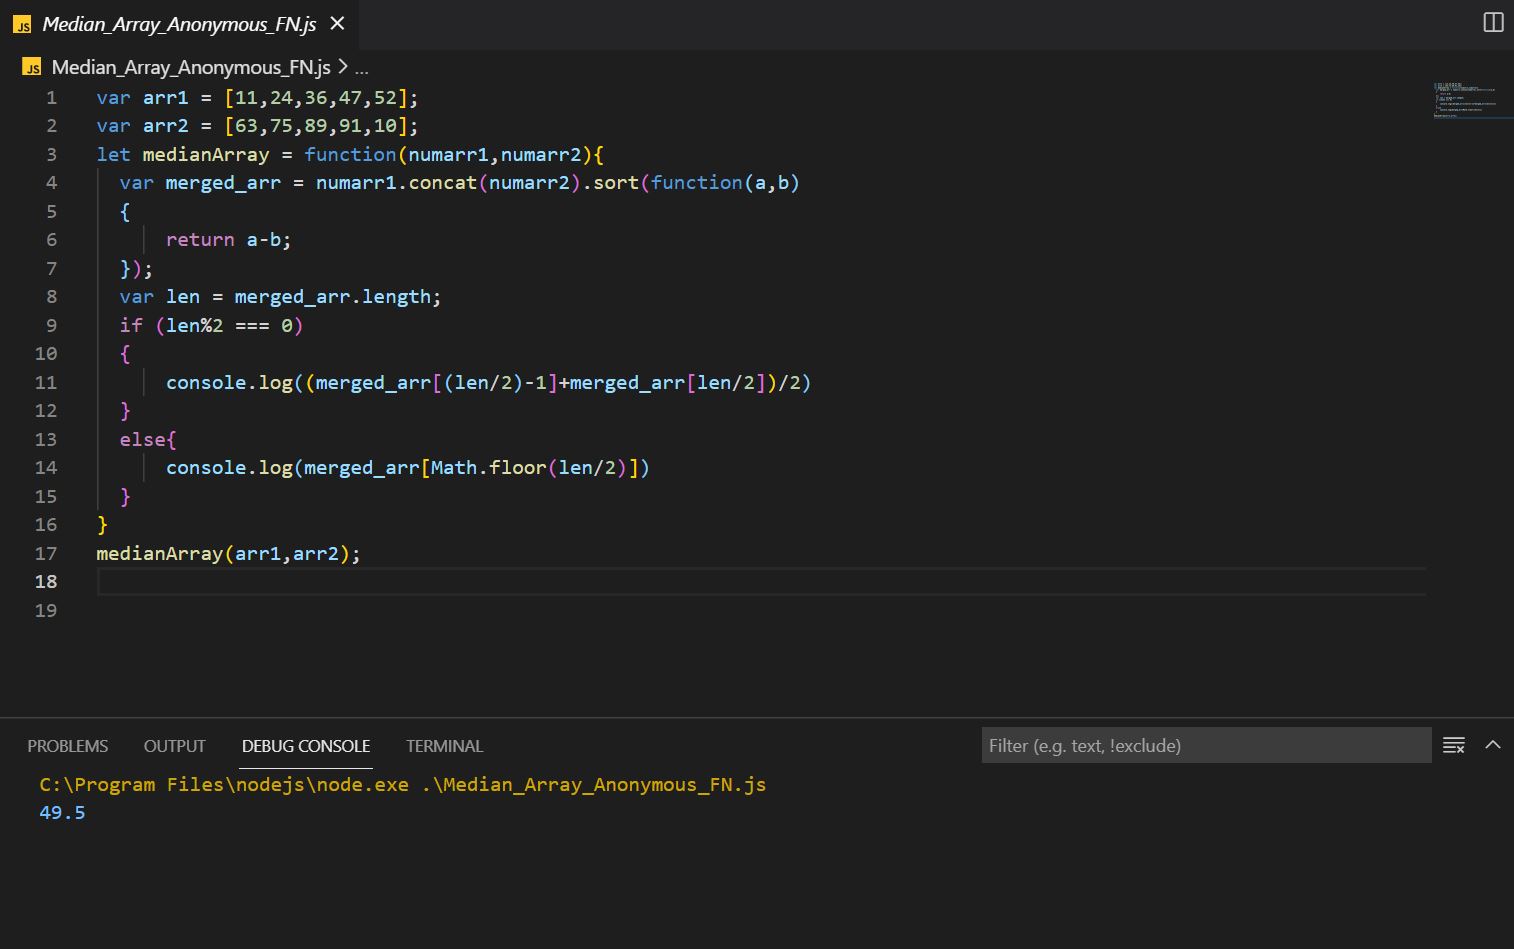 JS Median_Array_Anonymous_FN.js
JS Median_Array_Anonymous_FN.js > ...
1 var arr1 = [11,24,36,47,52];
2 var arr2 = [63,75,89,91,10];
3 let medianArray = function(numarr1,numarr2){
4 var merged_arr = numarr1.concat(numarr2).sort(function(a,b)
5 {
6 return a-b;
7 });
8 var len = merged_arr.length;
9 if (len%2 === 0)
10 {
11 console.log((merged_arr[(len/2)-1]+merged_arr[len/2])/2)
12 }
13 else{
14 console.log(merged_arr[Math.floor(len/2)])
15 }
16 }
17 medianArray(arr1,arr2);
18
19
PROBLEMS OUTPUT DEBUG CONSOLE TERMINAL Filter (e.g. text, !exclude)
C:\Program Files\nodejs\node.exe .\Median_Array_Anonymous_FN.js
49.5